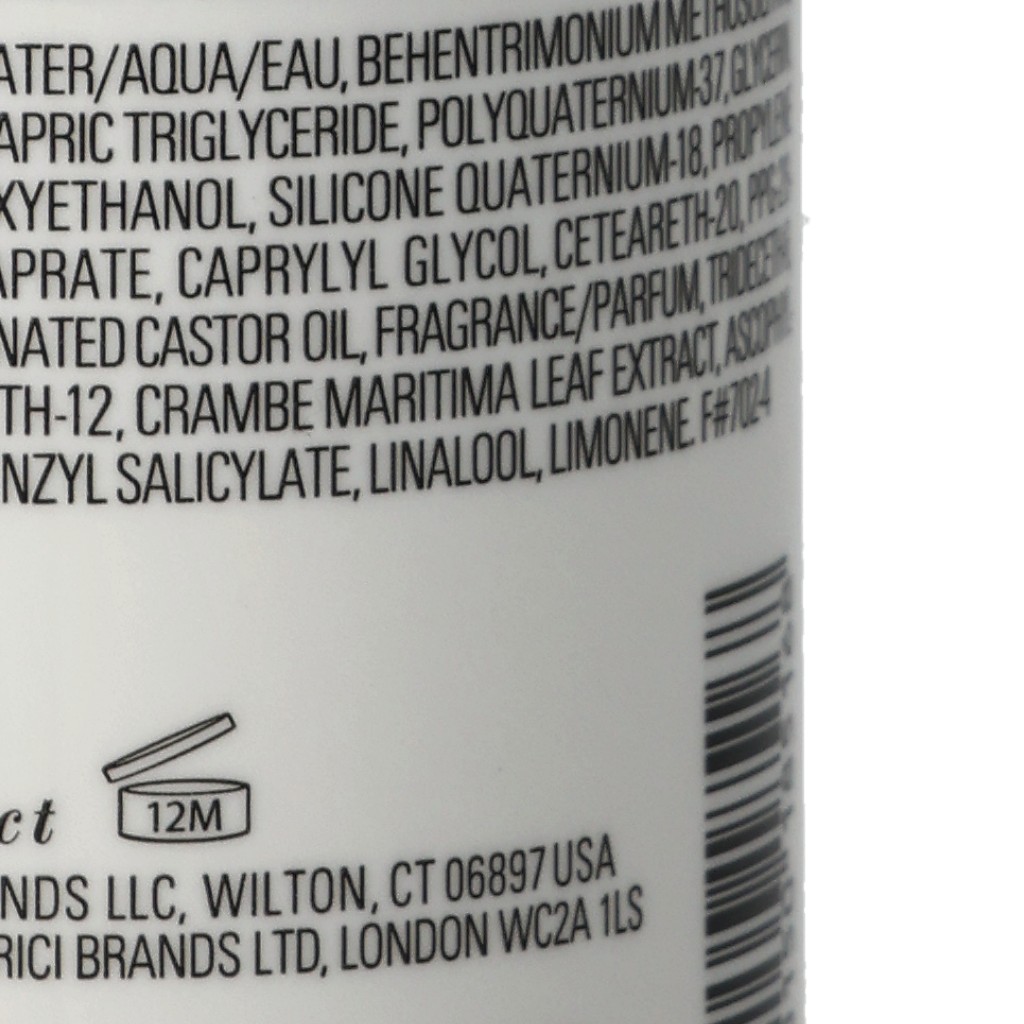 ATER/AQUA/EAU, BEHENTRIMONIUM
APRIC TRIGLYCERIDE, POLYQUATERNIUM-37,
XYETHANOL, SILICONE QUATERNIUM-18, PROPYLENE
APRATE, CAPRYLYL GLYCOL, CETEARETH-20,
NATED CASTOR OIL, FRAGRANCE/PARFUM,
TH-12, CRAMBE MARITIMA LEAF EXTRACT,
NZYL SALICYLATE, LINALOOL, LIMONENE. F#7024
12M
ct
NDS LLC, WILTON, CT 06897 USA
RICI BRANDS LTD, LONDON WC2A 1LS